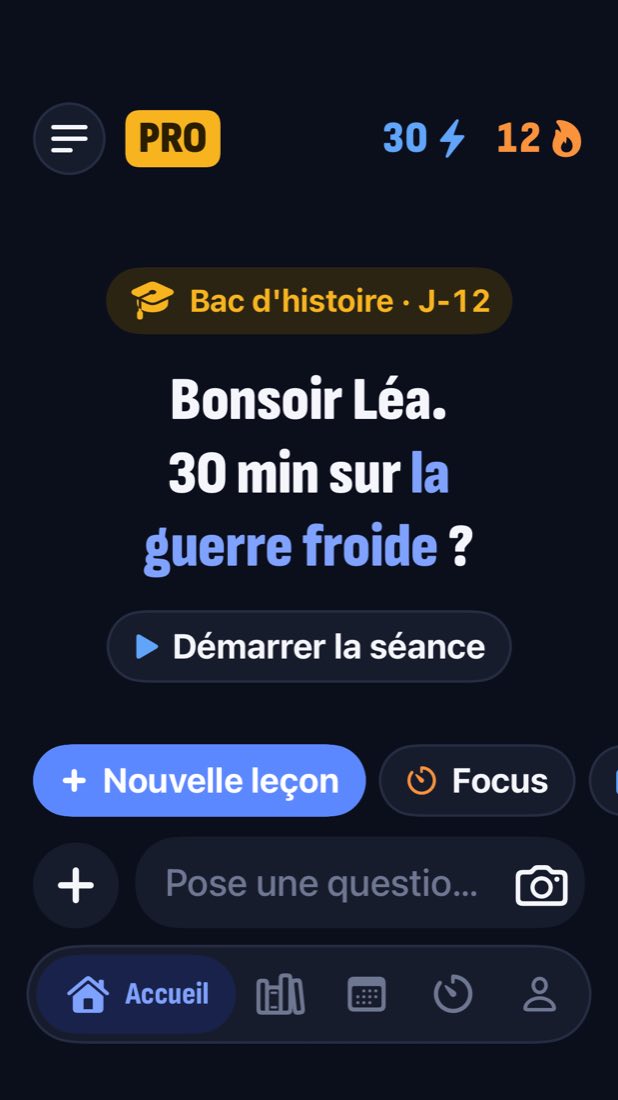 PRO
30
12
Bac d'histoire · J-12
Bonsoir Léa.
30 min sur la
guerre froide ?
Démarrer la séance
+ Nouvelle leçon
Focus
Pose une questio...
Accueil